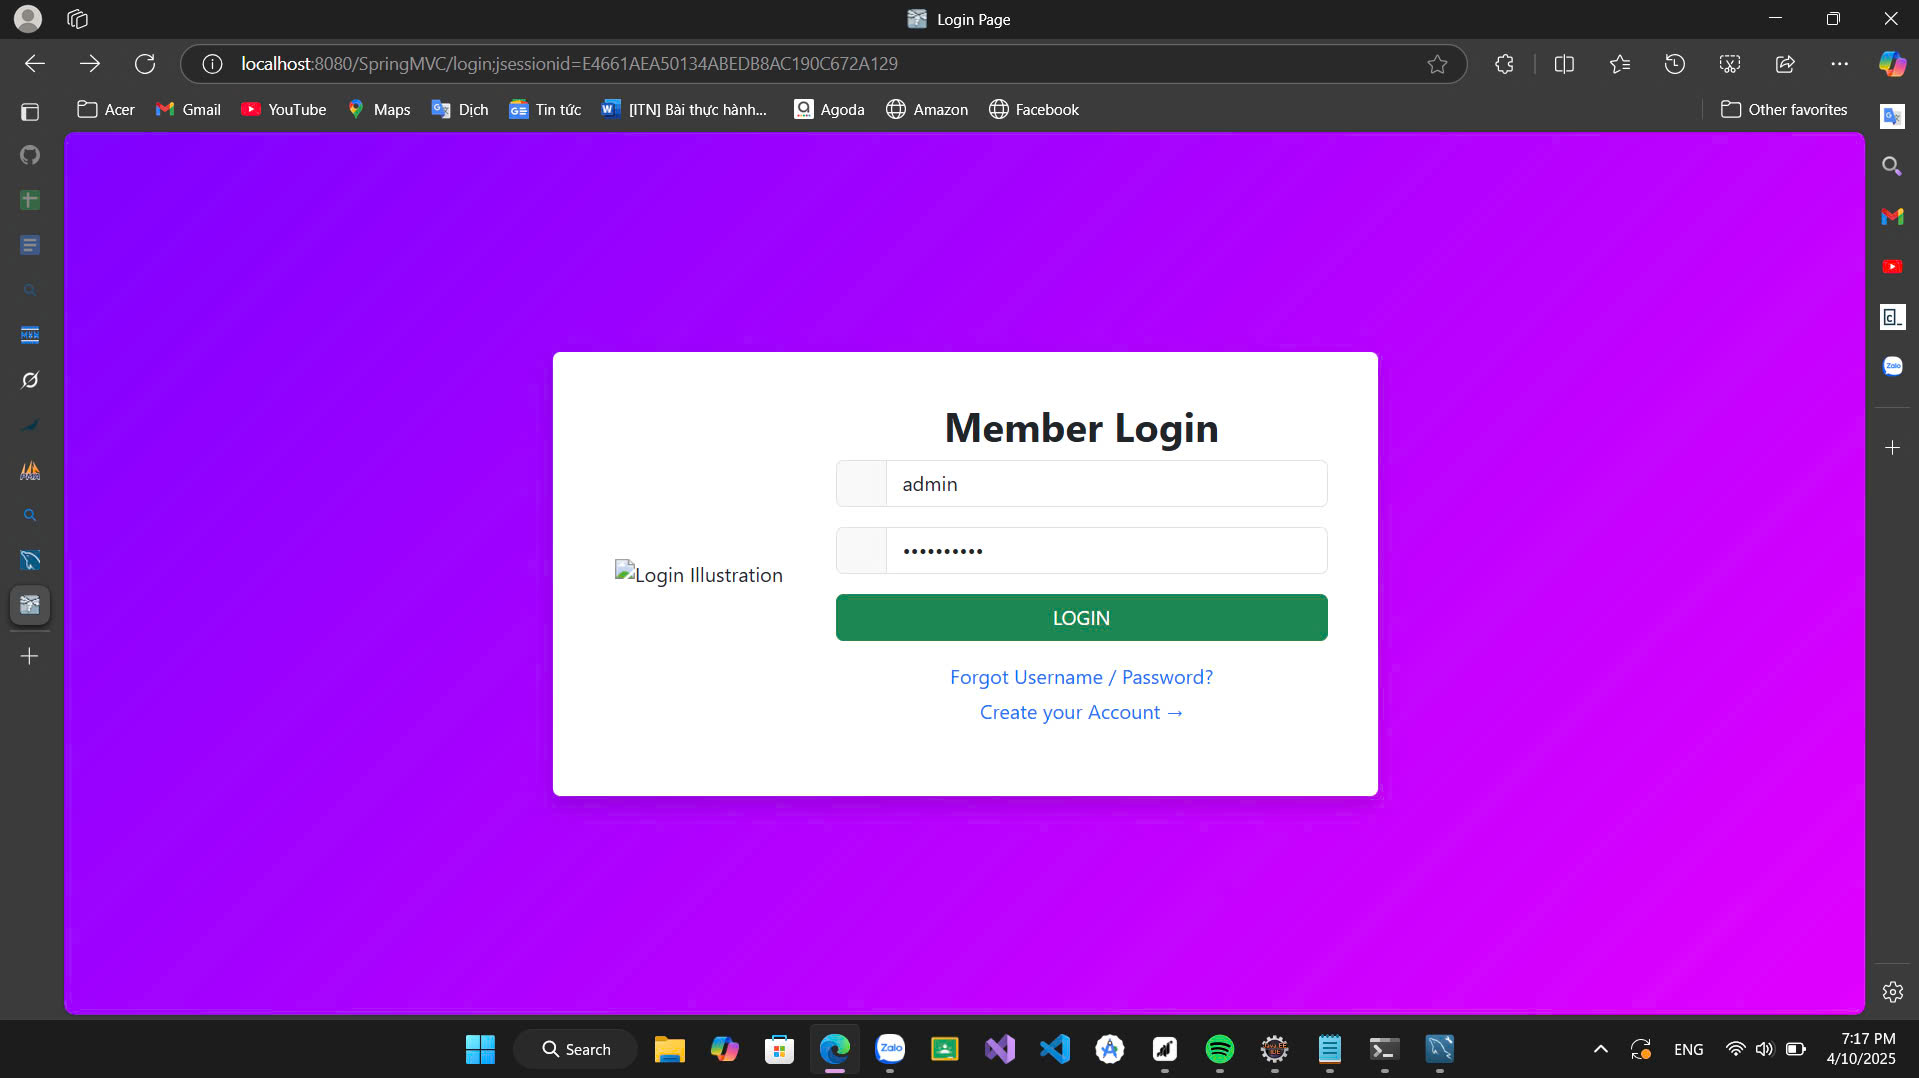 Login Page
localhost:8080/SpringMVC/login;jsessionid=E4661AEA50134ABEDB8AC190C672A129
Acer Gmail YouTube Maps Dịch Tin tức [ITN] Bài thực hành... Agoda Amazon Facebook Other favorites
Member Login
admin
••••••••••
Login Illustration
LOGIN
Forgot Username / Password?
Create your Account →
Search
Zalo
ENG
7:17 PM
4/10/2025